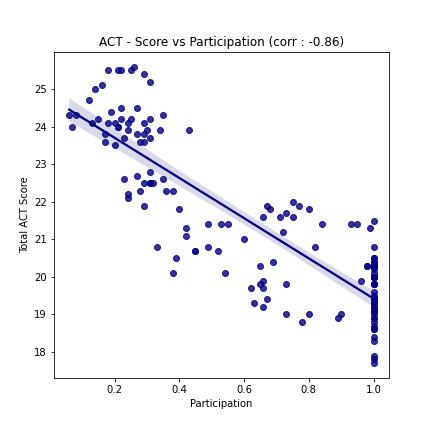 ACT - Score vs Participation (corr : -0.86)
Total ACT Score
25
24
23
22
21
20
19
18
0.2 0.4 0.6 0.8 1.0
Participation